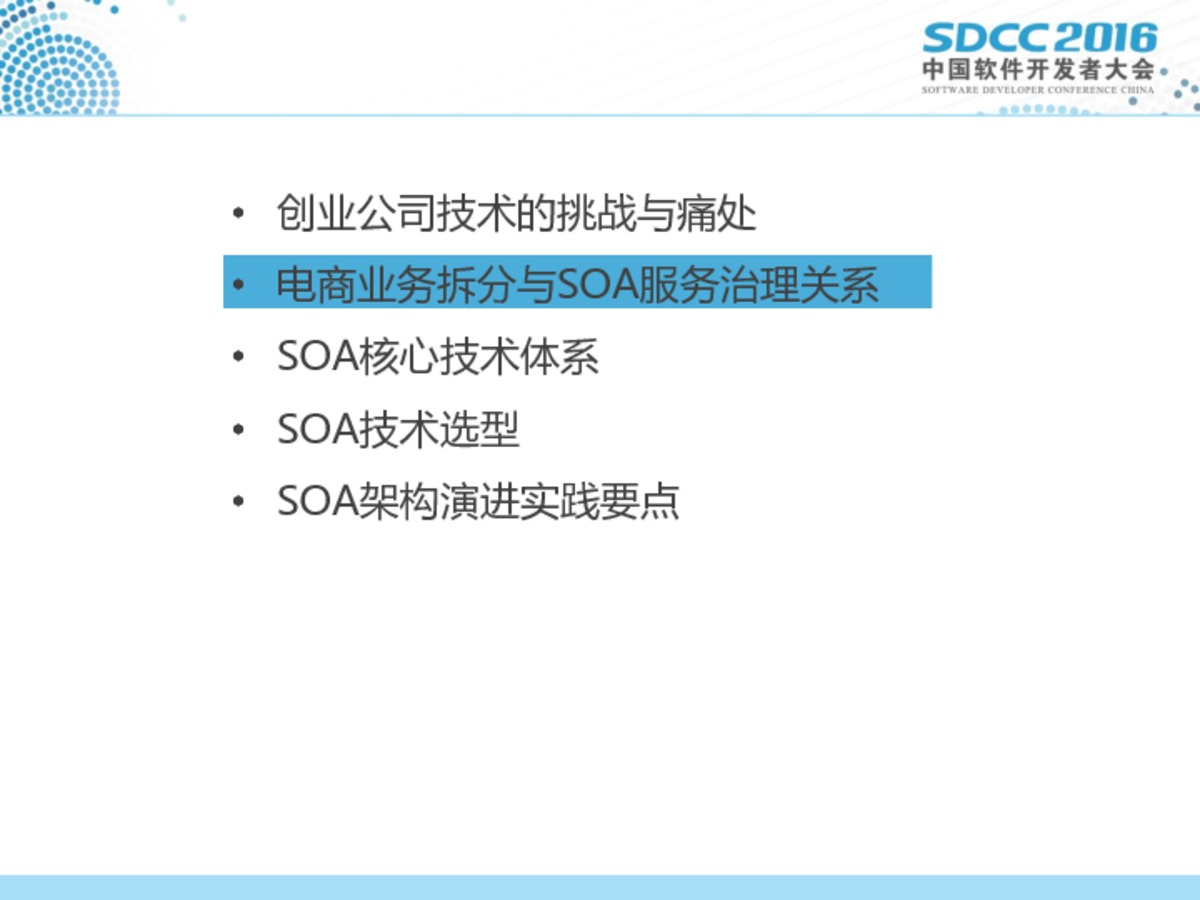 SDCC 2016
中国软件开发者大会
SOFTWARE DEVELOPER CONFERENCE CHINA
• 创业公司技术的挑战与痛处
• 电商业务拆分与SOA服务治理关系
• SOA核心技术体系
• SOA技术选型
• SOA架构演进实践要点